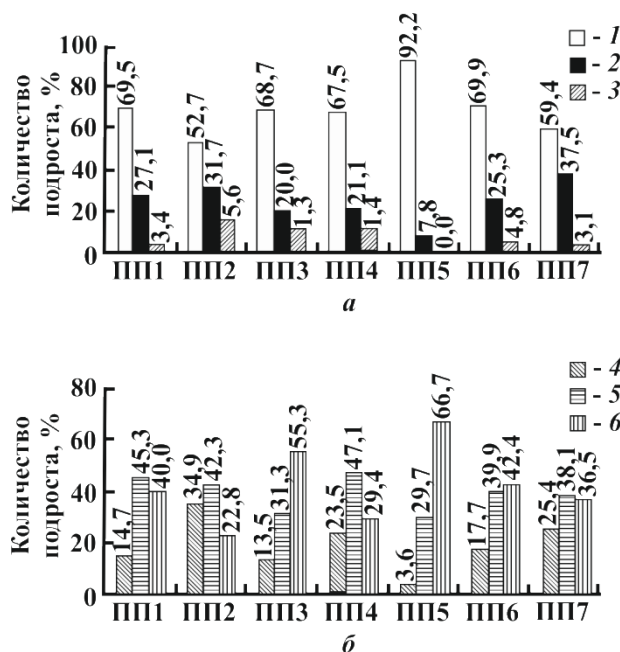 Количество подроста, %
100
80
60
40
20
0
69,5 27,1 3,4
52,7 31,7 5,6
68,7 20,0 1,3
67,5 21,1 1,4
92,2 7,8 0,0
69,9 25,3 4,8
59,4 37,5 3,1
- 1
- 2
- 3
ПП1 ПП2 ПП3 ПП4 ПП5 ПП6 ПП7
а
Количество подроста, %
80
60
40
20
0
14,7 45,3 40,0
34,9 42,3 22,8
13,5 31,3 55,3
23,5 47,1 29,4
3,6 29,7 66,7
17,7 39,9 42,4
25,4 38,1 36,5
- 4
- 5
- 6
ПП1 ПП2 ПП3 ПП4 ПП5 ПП6 ПП7
б